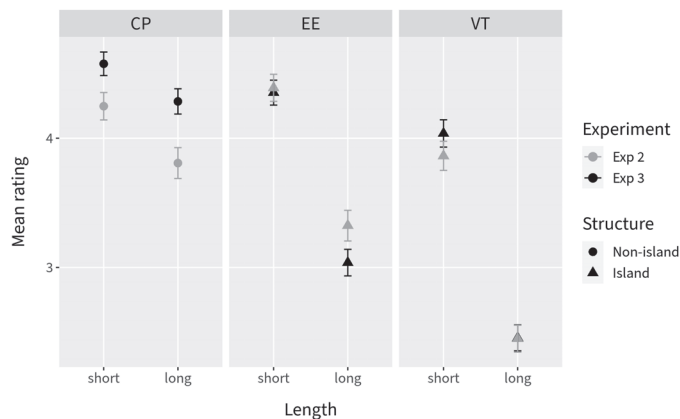 CP EE VT
4
3
Mean rating
short long short long short long
Length
Experiment
Exp 2
Exp 3
Structure
Non-island
Island